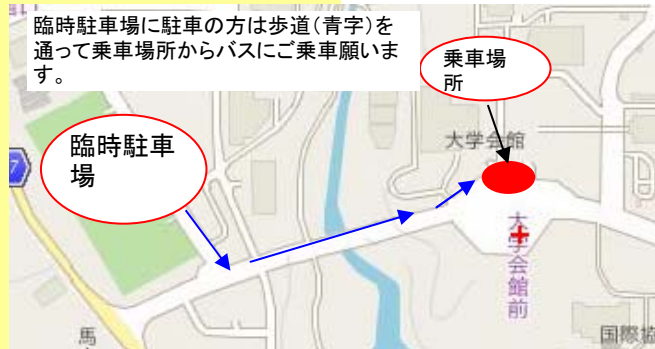 臨時駐車場に駐車の方は歩道（青字）を
通って乗車場所からバスにご乗車願いま
す。
乗車場
所
大学会館
臨時駐車
場
7
大学会館前
馬
国際協